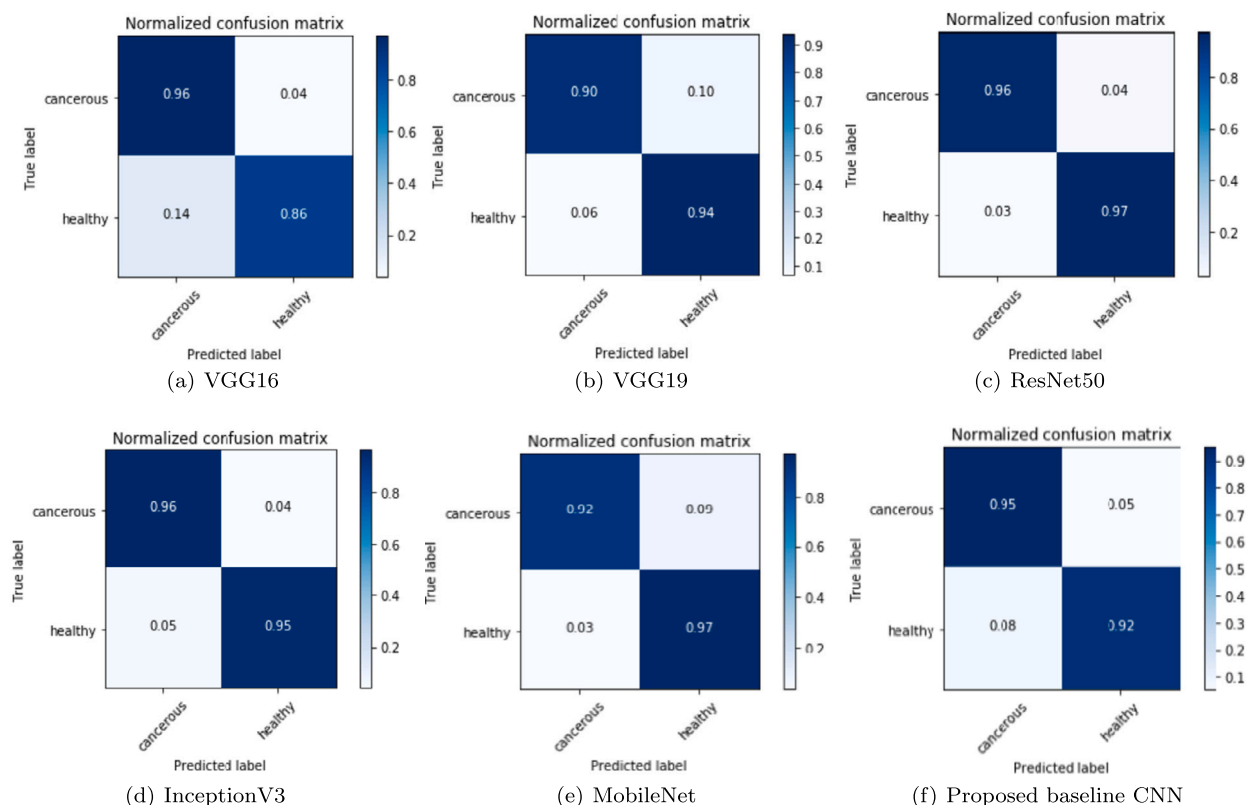 Normalized confusion matrix
cancerous
0.96
0.04
healthy
0.14
0.86
True label
cancerous
healthy
Predicted label
0.8
0.6
0.4
0.2
(a) VGG16
Normalized confusion matrix
cancerous
0.90
0.10
healthy
0.06
0.94
True label
cancerous
healthy
Predicted label
0.9
0.8
0.7
0.6
0.5
0.4
0.3
0.2
0.1
(b) VGG19
Normalized confusion matrix
cancerous
0.96
0.04
healthy
0.03
0.97
True label
cancerous
healthy
Predicted label
0.8
0.6
0.4
0.2
(c) ResNet50
Normalized confusion matrix
cancerous
0.96
0.04
healthy
0.05
0.95
True label
cancerous
healthy
Predicted label
0.8
0.6
0.4
0.2
(d) InceptionV3
Normalized confusion matrix
cancerous
0.92
0.09
healthy
0.03
0.97
True label
cancerous
healthy
Predicted label
0.8
0.6
0.4
0.2
(e) MobileNet
Normalized confusion matrix
cancerous
0.95
0.05
healthy
0.08
0.92
True label
cancerous
healthy
Predicted label
0.9
0.8
0.7
0.6
0.5
0.4
0.3
0.2
0.1
(f) Proposed baseline CNN